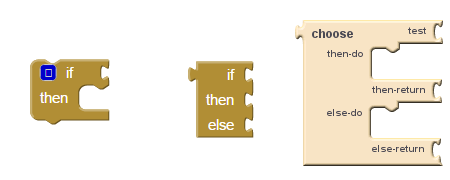 if
then
if
then
else
choose
test
then-do
then-return
else-do
else-return